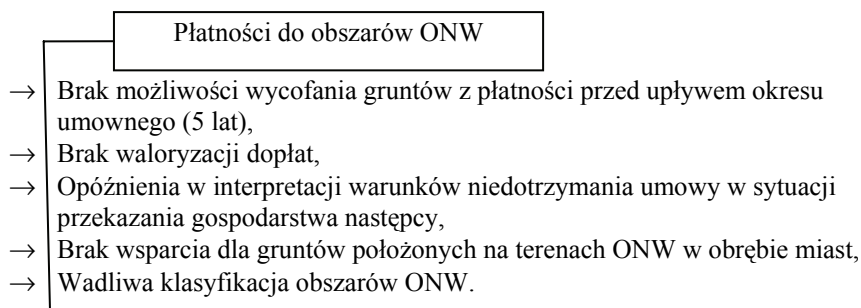 Płatności do obszarów ONW
→ Brak możliwości wycofania gruntów z płatności przed upływem okresu
umownego (5 lat),
→ Brak waloryzacji dopłat,
→ Opóźnienia w interpretacji warunków niedotrzymania umowy w sytuacji
przekazania gospodarstwa następcy,
→ Brak wsparcia dla gruntów położonych na terenach ONW w obrębie miast,
→ Wadliwa klasyfikacja obszarów ONW.